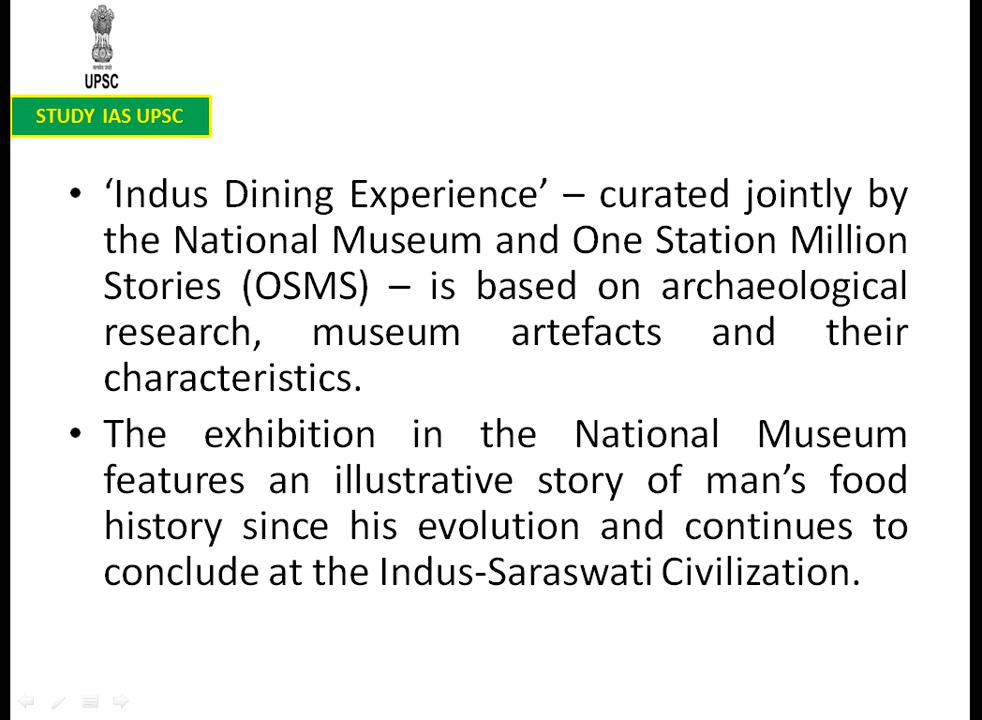 UPSC
STUDY IAS UPSC
• ‘Indus Dining Experience’ – curated jointly by
the National Museum and One Station Million
Stories (OSMS) – is based on archaeological
research, museum artefacts and their
characteristics.
• The exhibition in the National Museum
features an illustrative story of man’s food
history since his evolution and continues to
conclude at the Indus-Saraswati Civilization.